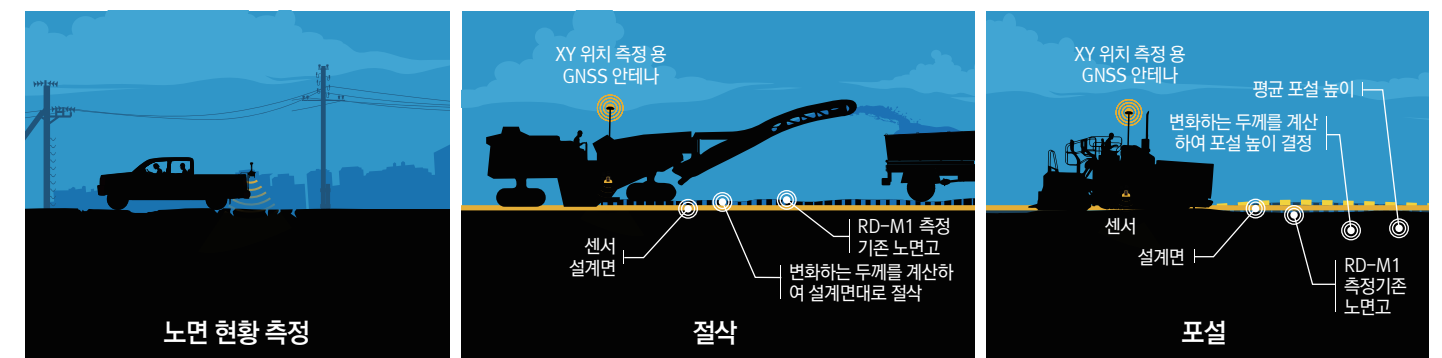 노면 현황 측정
XY 위치 측정 용
GNSS 안테나
센서
설계면
RD-M1 측정
기존 노면고
변화하는 두께를 계산하
여 설계면대로 절삭
절삭
XY 위치 측정 용
GNSS 안테나
평균 포설 높이
변화하는 두께를 계산
하여 포설 높이 결정
센서
설계면
RD-M1
측정기존
노면고
포설